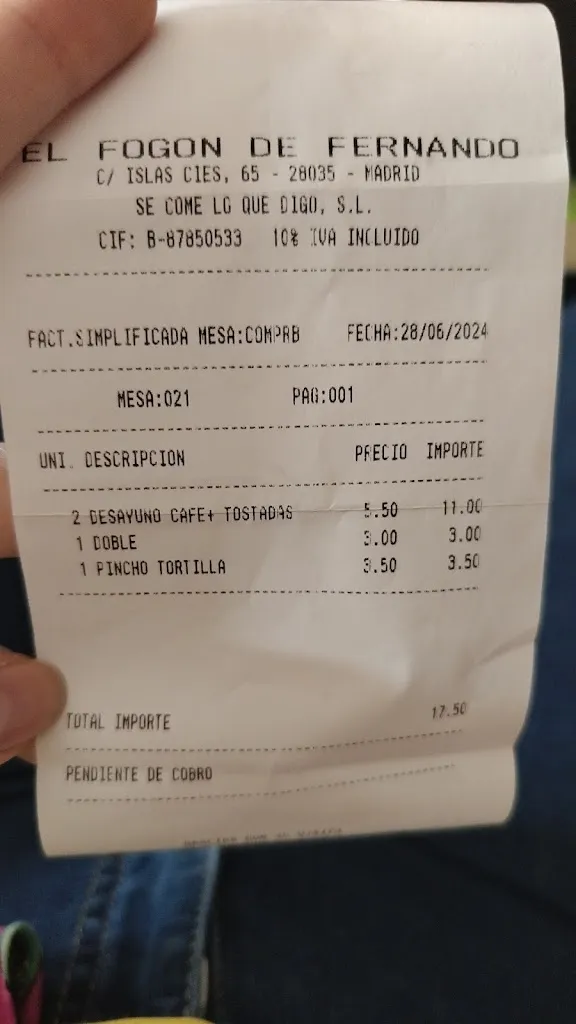 EL FOGON DE FERNANDO
C/ ISLAS CIES, 65 - 28035 - MADRID
SE COME LO QUE DIGO, S.L.
CIF: B-87850533 10% IVA INCLUIDO
FACT.SIMPLIFICADA MESA:COMPRB FECHA:28/06/2024
MESA:021 PAG:001
UNI. DESCRIPCION PRECIO IMPORTE
2 DESAYUNO CAFE+ TOSTADAS 5.50 11.00
1 DOBLE 3.00 3.00
1 PINCHO TORTILLA 3.50 3.50
TOTAL IMPORTE 17.50
PENDIENTE DE COBRO